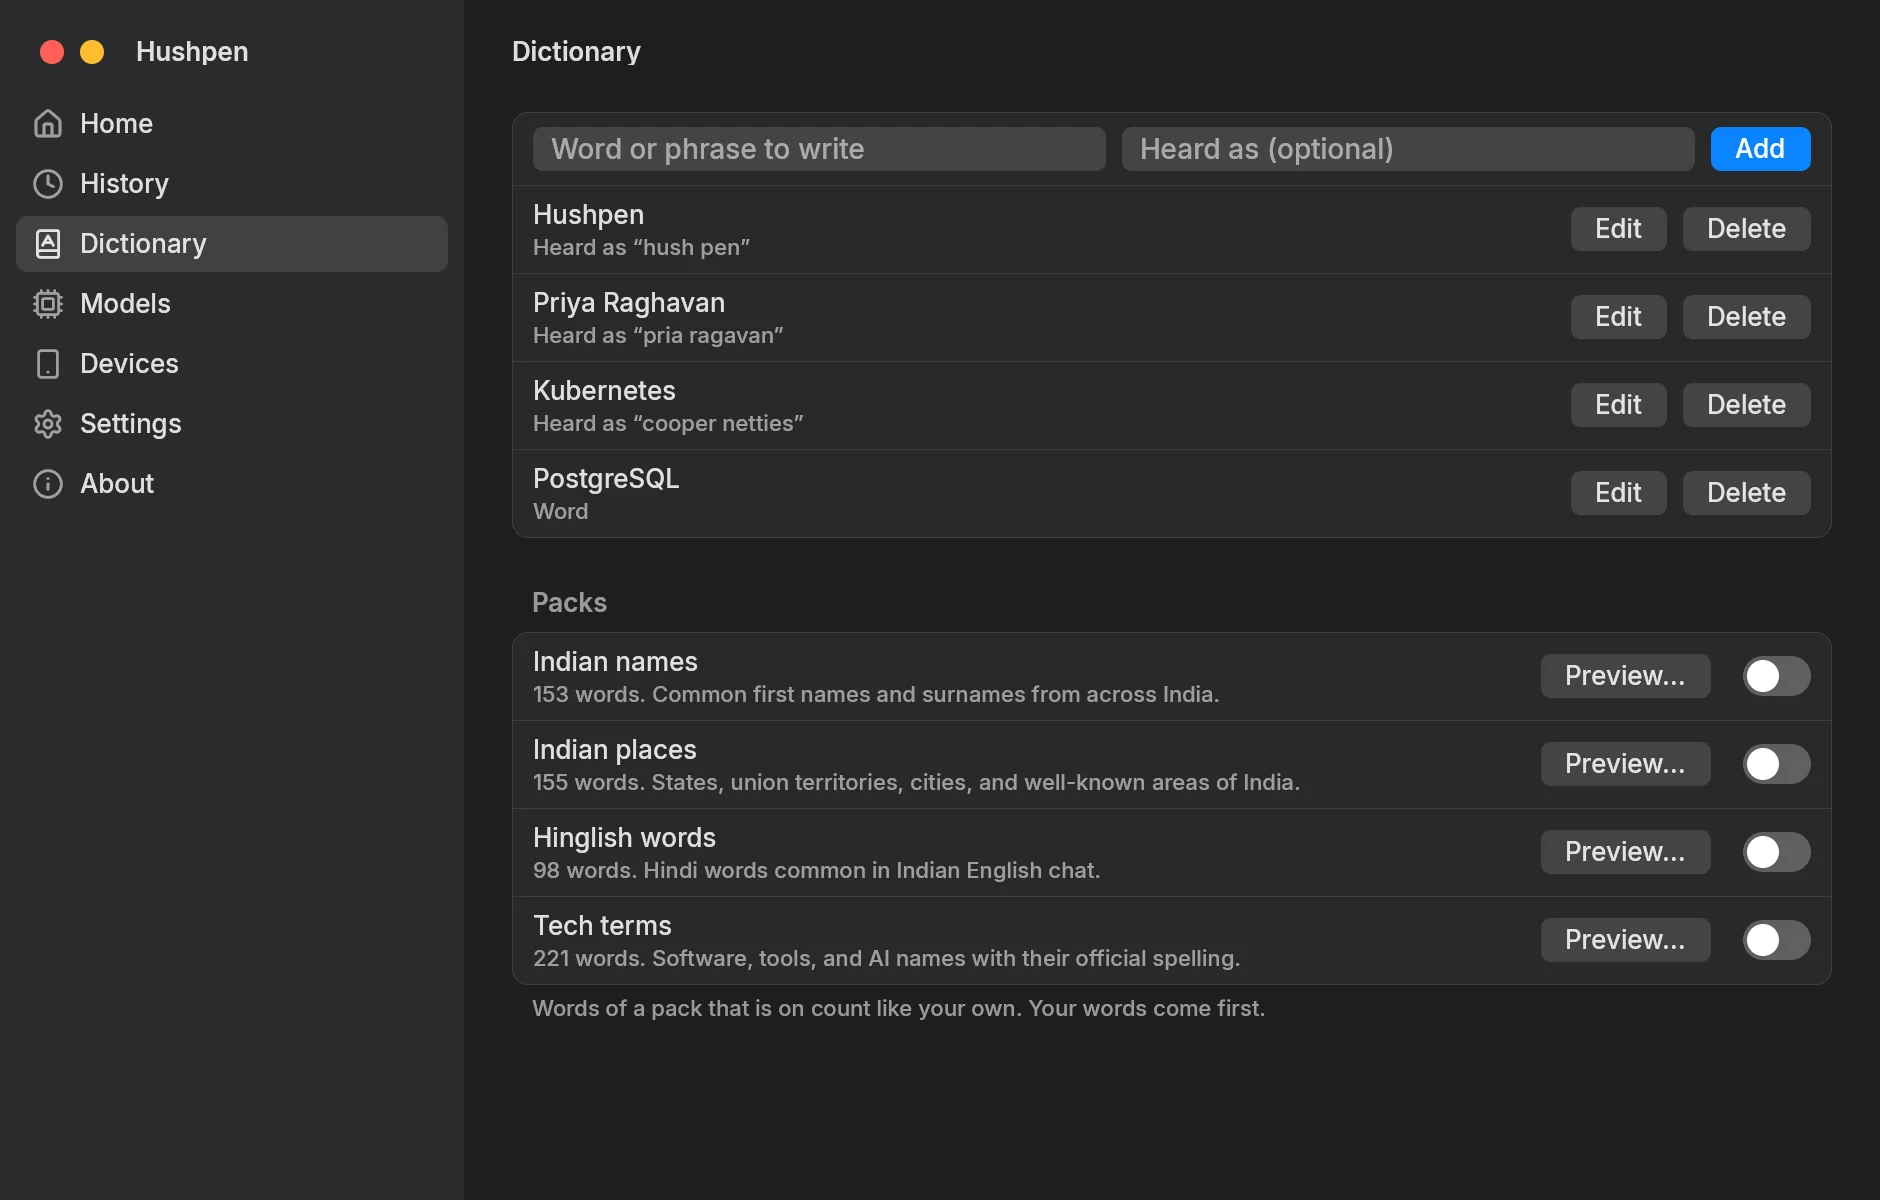 Hushpen
Home
History
Dictionary
Models
Devices
Settings
About
Dictionary
Word or phrase to write
Heard as (optional)
Add
Hushpen
Heard as “hush pen”
Edit
Delete
Priya Raghavan
Heard as “pria ragavan”
Edit
Delete
Kubernetes
Heard as “cooper netties”
Edit
Delete
PostgreSQL
Word
Edit
Delete
Packs
Indian names
153 words. Common first names and surnames from across India.
Preview...
Indian places
155 words. States, union territories, cities, and well-known areas of India.
Preview...
Hinglish words
98 words. Hindi words common in Indian English chat.
Preview...
Tech terms
221 words. Software, tools, and AI names with their official spelling.
Preview...
Words of a pack that is on count like your own. Your words come first.